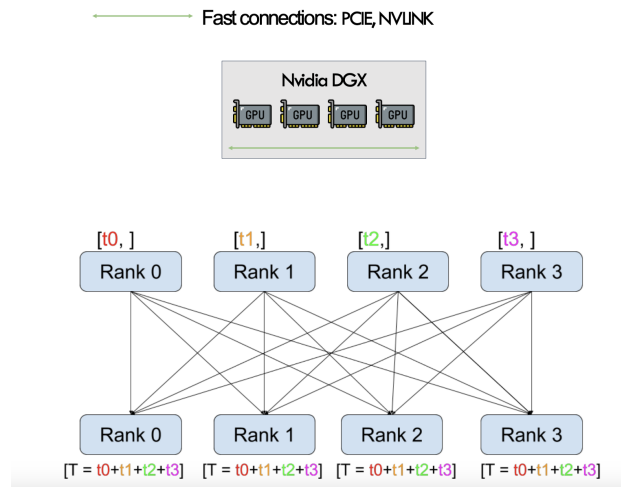 Fast connections: PCIE, NVLINK
Nvidia DGX
GPU GPU GPU GPU
[t0, ] [t1,] [t2,] [t3, ]
Rank 0 Rank 1 Rank 2 Rank 3
Rank 0 Rank 1 Rank 2 Rank 3
[T = t0+t1+t2+t3] [T = t0+t1+t2+t3] [T = t0+t1+t2+t3] [T = t0+t1+t2+t3]